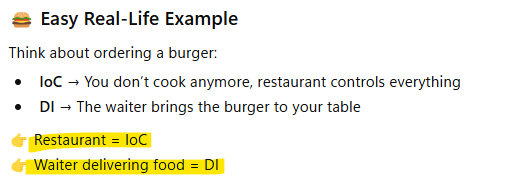 🍔 Easy Real-Life Example
Think about ordering a burger:
• IoC → You don’t cook anymore, restaurant controls everything
• DI → The waiter brings the burger to your table
👉 Restaurant = IoC
👉 Waiter delivering food = DI